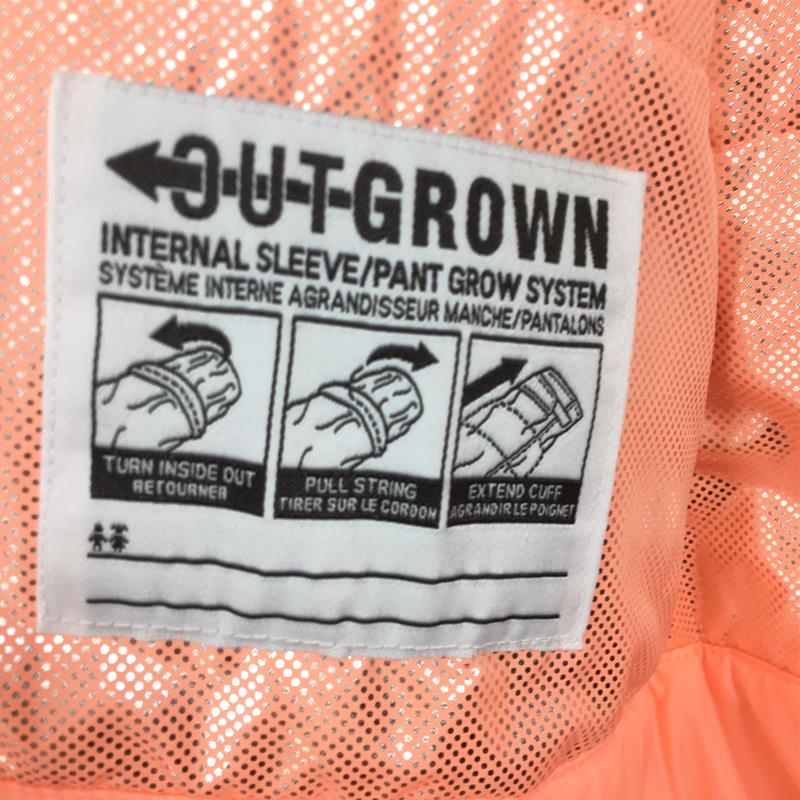 OUTGROWN
INTERNAL SLEEVE/PANT GROW SYSTEM
SYSTÈME INTERNE AGRANDISSEUR MANCHE/PANTALONS
TURN INSIDE OUT
RETOURNER
PULL STRING
TIRER SUR LE CORDON
EXTEND CUFF
AGRANDIR LE POIGNET